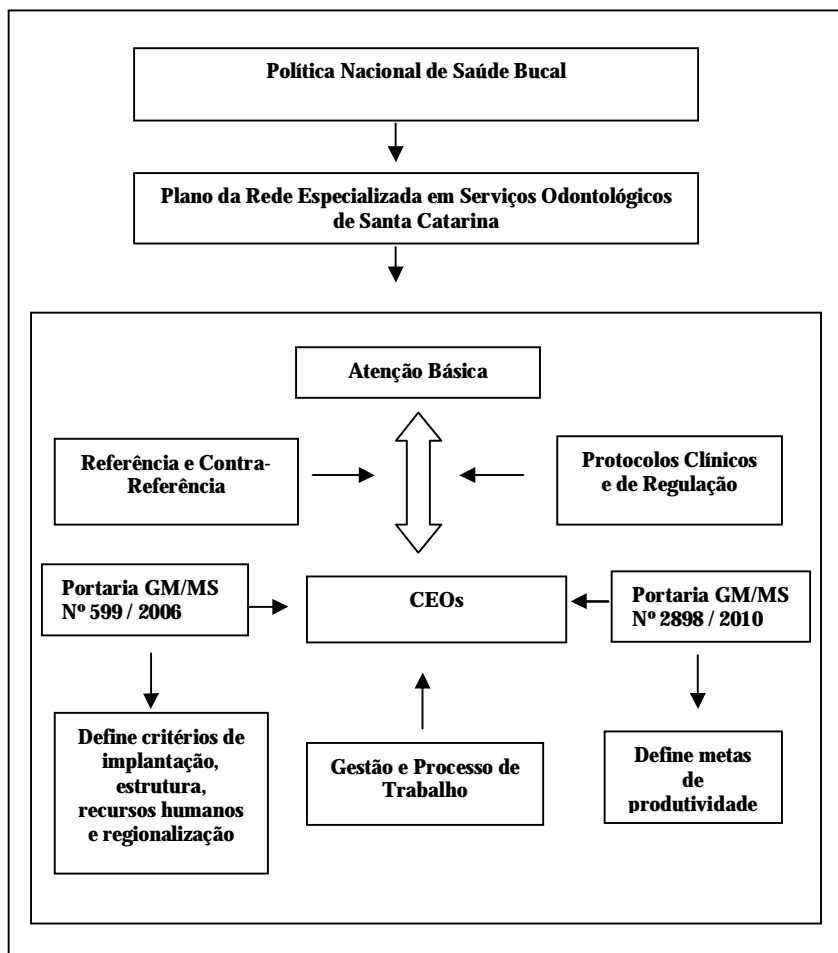 Política Nacional de Saúde Bucal
Plano da Rede Especializada em Serviços Odontológicos
de Santa Catarina
Atenção Básica
Referência e Contra-
Referência
Protocolos Clínicos
e de Regulação
Portaria GM/MS
Nº 599 / 2006
CEOs
Portaria GM/MS
Nº 2898 / 2010
Define critérios de
implantação,
estrutura,
recursos humanos
e regionalização
Gestão e Processo de
Trabalho
Define metas
de
produtividade